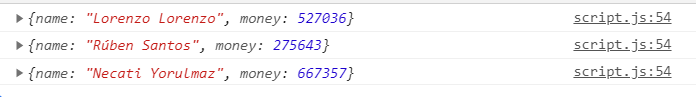 {name: "Lorenzo Lorenzo", money: 527036} script.js:54
{name: "Rúben Santos", money: 275643} script.js:54
{name: "Necati Yorulmaz", money: 667357} script.js:54